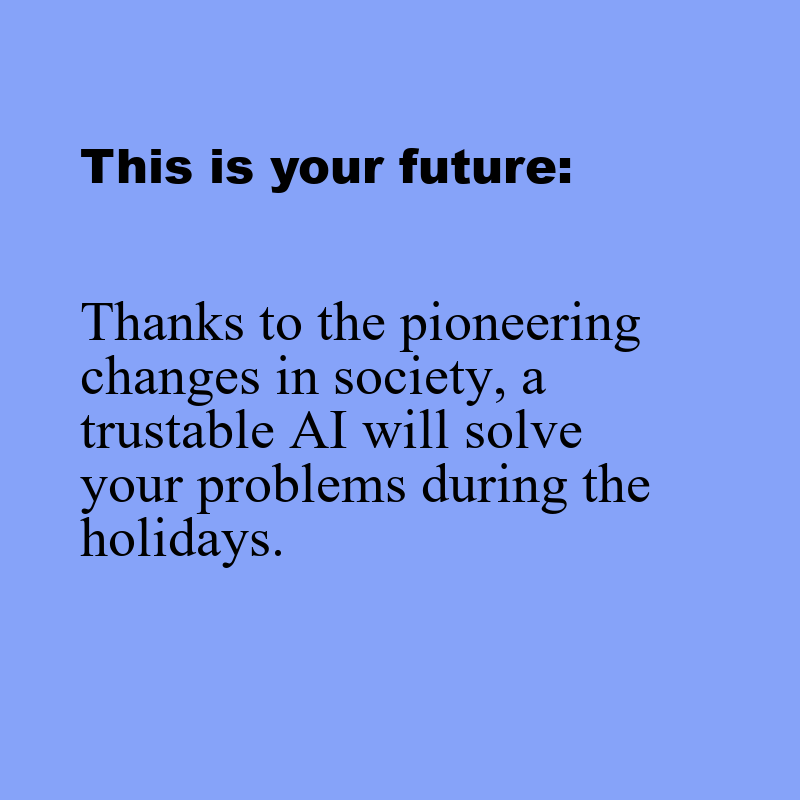 This is your future:
Thanks to the pioneering
changes in society, a
trustable AI will solve
your problems during the
holidays.